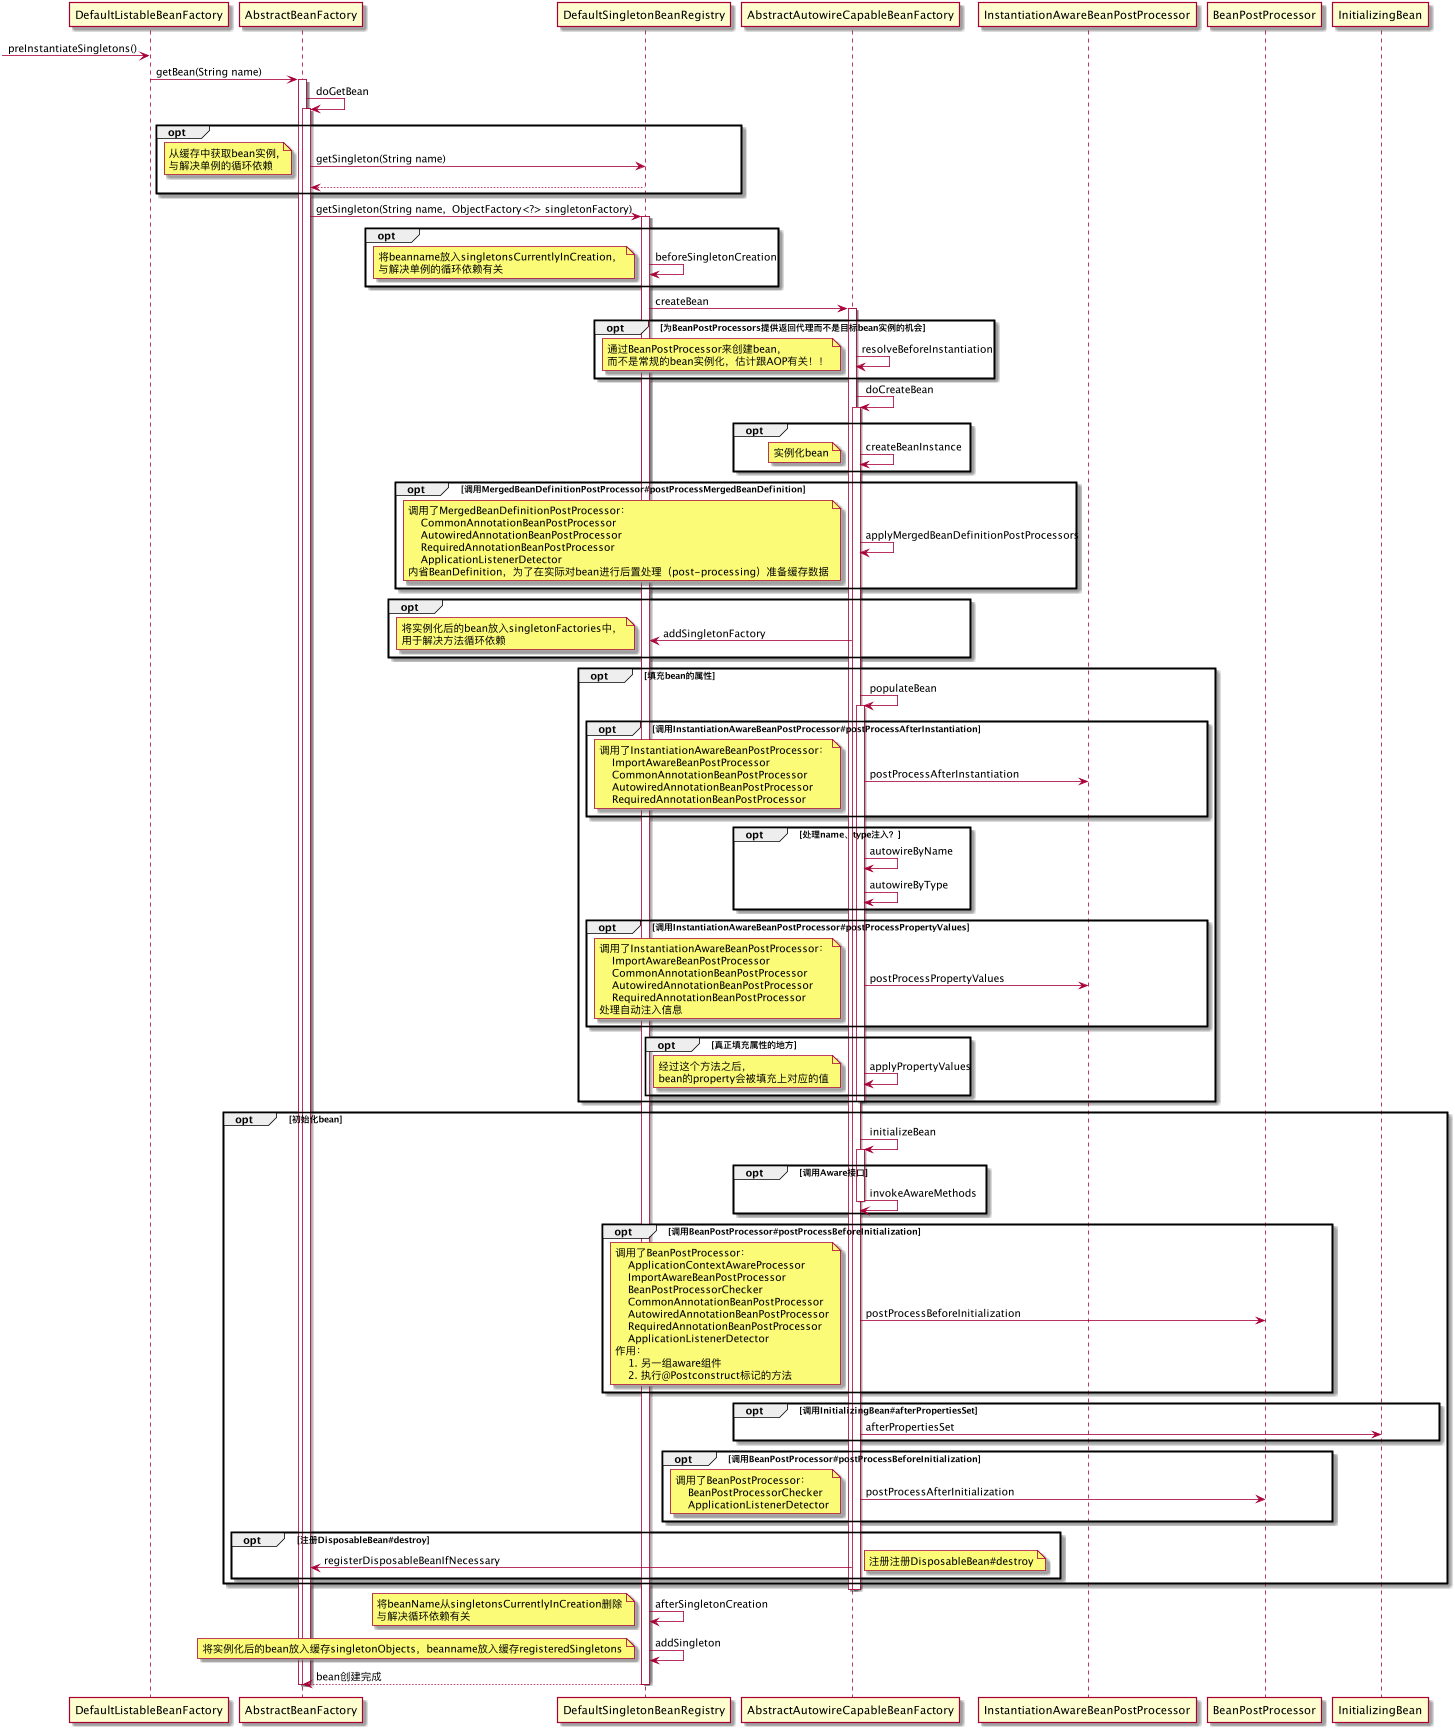 DefaultListableBeanFactory
AbstractBeanFactory
DefaultSingletonBeanRegistry
AbstractAutowireCapableBeanFactory
InstantiationAwareBeanPostProcessor
BeanPostProcessor
InitializingBean
preInstantiateSingletons()
getBean(String name)
doGetBean
opt
从缓存中获取bean实例，
与解决单例的循环依赖
getSingleton(String name)
getSingleton(String name，ObjectFactory<?> singletonFactory)
opt
将beanname放入singletonsCurrentlyInCreation，
与解决单例的循环依赖有关
beforeSingletonCreation
createBean
opt
[为BeanPostProcessors提供返回代理而不是目标bean实例的机会]
通过BeanPostProcessor来创建bean，
而不是常规的bean实例化，估计跟AOP有关！！
resolveBeforeInstantiation
doCreateBean
opt
实例化bean
createBeanInstance
opt
[调用MergedBeanDefinitionPostProcessor#postProcessMergedBeanDefinition]
调用了MergedBeanDefinitionPostProcessor：
CommonAnnotationBeanPostProcessor
AutowiredAnnotationBeanPostProcessor
RequiredAnnotationBeanPostProcessor
ApplicationListenerDetector
内省BeanDefinition，为了在实际对bean进行后置处理（post-processing）准备缓存数据
applyMergedBeanDefinitionPostProcessors
opt
将实例化后的bean放入singletonFactories中，
用于解决方法循环依赖
addSingletonFactory
opt
[填充bean的属性]
populateBean
opt
[调用InstantiationAwareBeanPostProcessor#postProcessAfterInstantiation]
调用了InstantiationAwareBeanPostProcessor：
ImportAwareBeanPostProcessor
CommonAnnotationBeanPostProcessor
AutowiredAnnotationBeanPostProcessor
RequiredAnnotationBeanPostProcessor
postProcessAfterInstantiation
opt
[处理name、type注入？]
autowireByName
autowireByType
opt
[调用InstantiationAwareBeanPostProcessor#postProcessPropertyValues]
调用了InstantiationAwareBeanPostProcessor：
ImportAwareBeanPostProcessor
CommonAnnotationBeanPostProcessor
AutowiredAnnotationBeanPostProcessor
RequiredAnnotationBeanPostProcessor
处理自动注入信息
postProcessPropertyValues
opt
[真正填充属性的地方]
经过这个方法之后，
bean的property会被填充上对应的值
applyPropertyValues
opt
[初始化bean]
initializeBean
opt
[调用Aware接口]
invokeAwareMethods
opt
[调用BeanPostProcessor#postProcessBeforeInitialization]
调用了BeanPostProcessor：
ApplicationContextAwareProcessor
ImportAwareBeanPostProcessor
BeanPostProcessorChecker
CommonAnnotationBeanPostProcessor
AutowiredAnnotationBeanPostProcessor
RequiredAnnotationBeanPostProcessor
ApplicationListenerDetector
作用：
1. 另一组aware组件
2. 执行@Postconstruct标记的方法
postProcessBeforeInitialization
opt
[调用InitializingBean#afterPropertiesSet]
afterPropertiesSet
opt
[调用BeanPostProcessor#postProcessBeforeInitialization]
调用了BeanPostProcessor：
BeanPostProcessorChecker
ApplicationListenerDetector
postProcessAfterInitialization
opt
[注册DisposableBean#destroy]
registerDisposableBeanIfNecessary
注册注册DisposableBean#destroy
将beanName从singletonsCurrentlyInCreation删除
与解决循环依赖有关
afterSingletonCreation
将实例化后的bean放入缓存singletonObjects，beanname放入缓存registeredSingletons
addSingleton
bean创建完成
DefaultListableBeanFactory
AbstractBeanFactory
DefaultSingletonBeanRegistry
AbstractAutowireCapableBeanFactory
InstantiationAwareBeanPostProcessor
BeanPostProcessor
InitializingBean